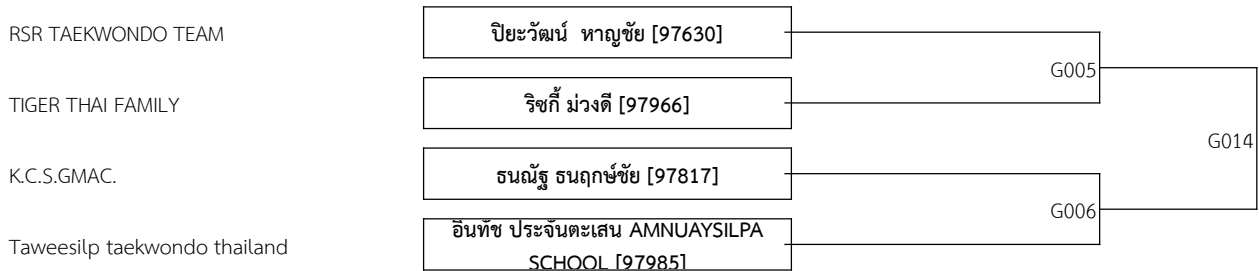 RSR TAEKWONDO TEAM
ปิยะวัฒน์  หาญชัย [97630]
G005
TIGER THAI FAMILY
ริซกี้ ม่วงดี [97966]
G014
K.C.S.GMAC.
ธนณัฐ ธนฤกษ์ชัย [97817]
G006
Taweesilp taekwondo thailand
อินทัช ประจันตะเสน AMNUAYSILPA
SCHOOL [97985]